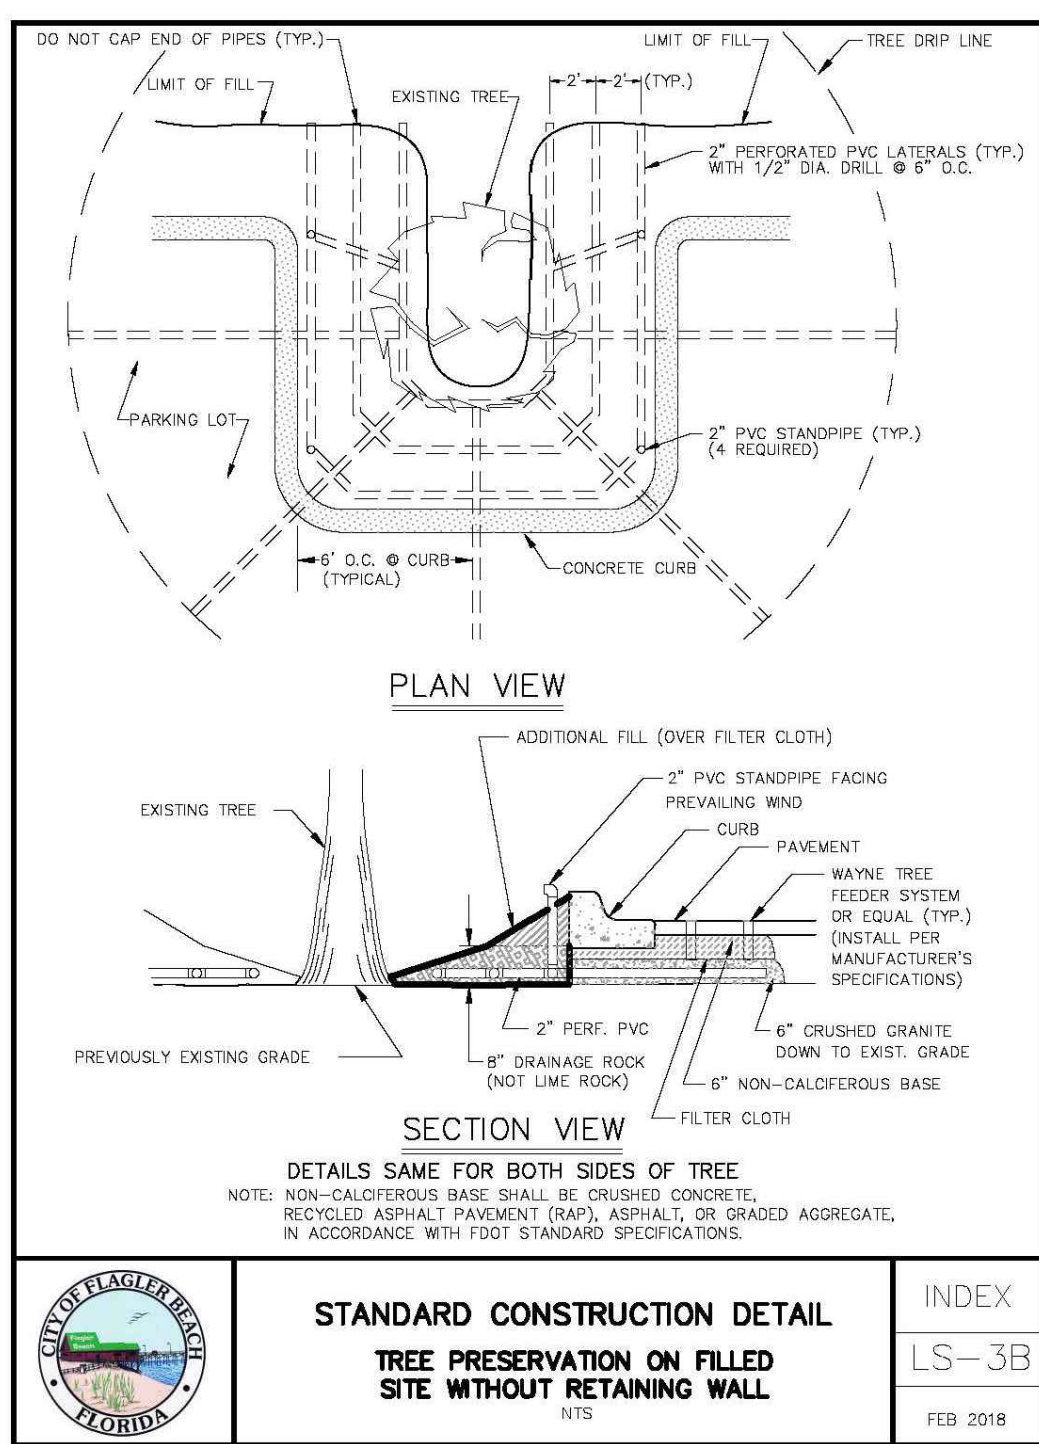 DO NOT CAP END OF PIPES (TYP.)
LIMIT OF FILL
TREE DRIP LINE
LIMIT OF FILL
EXISTING TREE
2'
2'
(TYP.)
2" PERFORATED PVC LATERALS (TYP.)
WITH 1/2" DIA. DRILL @ 6" O.C.
PARKING LOT
2" PVC STANDPIPE (TYP.)
(4 REQUIRED)
6' O.C. @ CURB
(TYPICAL)
CONCRETE CURB
PLAN VIEW
ADDITIONAL FILL (OVER FILTER CLOTH)
2" PVC STANDPIPE FACING
PREVAILING WIND
EXISTING TREE
CURB
PAVEMENT
WAYNE TREE
FEEDER SYSTEM
OR EQUAL (TYP.)
(INSTALL PER
MANUFACTURER'S
SPECIFICATIONS)
2" PERF. PVC
6" CRUSHED GRANITE
DOWN TO EXIST. GRADE
PREVIOUSLY EXISTING GRADE
8" DRAINAGE ROCK
(NOT LIME ROCK)
6" NON-CALCIFEROUS BASE
FILTER CLOTH
SECTION VIEW
DETAILS SAME FOR BOTH SIDES OF TREE
NOTE: NON-CALCIFEROUS BASE SHALL BE CRUSHED CONCRETE,
RECYCLED ASPHALT PAVEMENT (RAP), ASPHALT, OR GRADED AGGREGATE,
IN ACCORDANCE WITH FDOT STANDARD SPECIFICATIONS.
CITY OF FLAGLER BEACH
Flagler
Beach
FLORIDA
STANDARD CONSTRUCTION DETAIL
TREE PRESERVATION ON FILLED
SITE WITHOUT RETAINING WALL
NTS
INDEX
LS-3B
FEB 2018